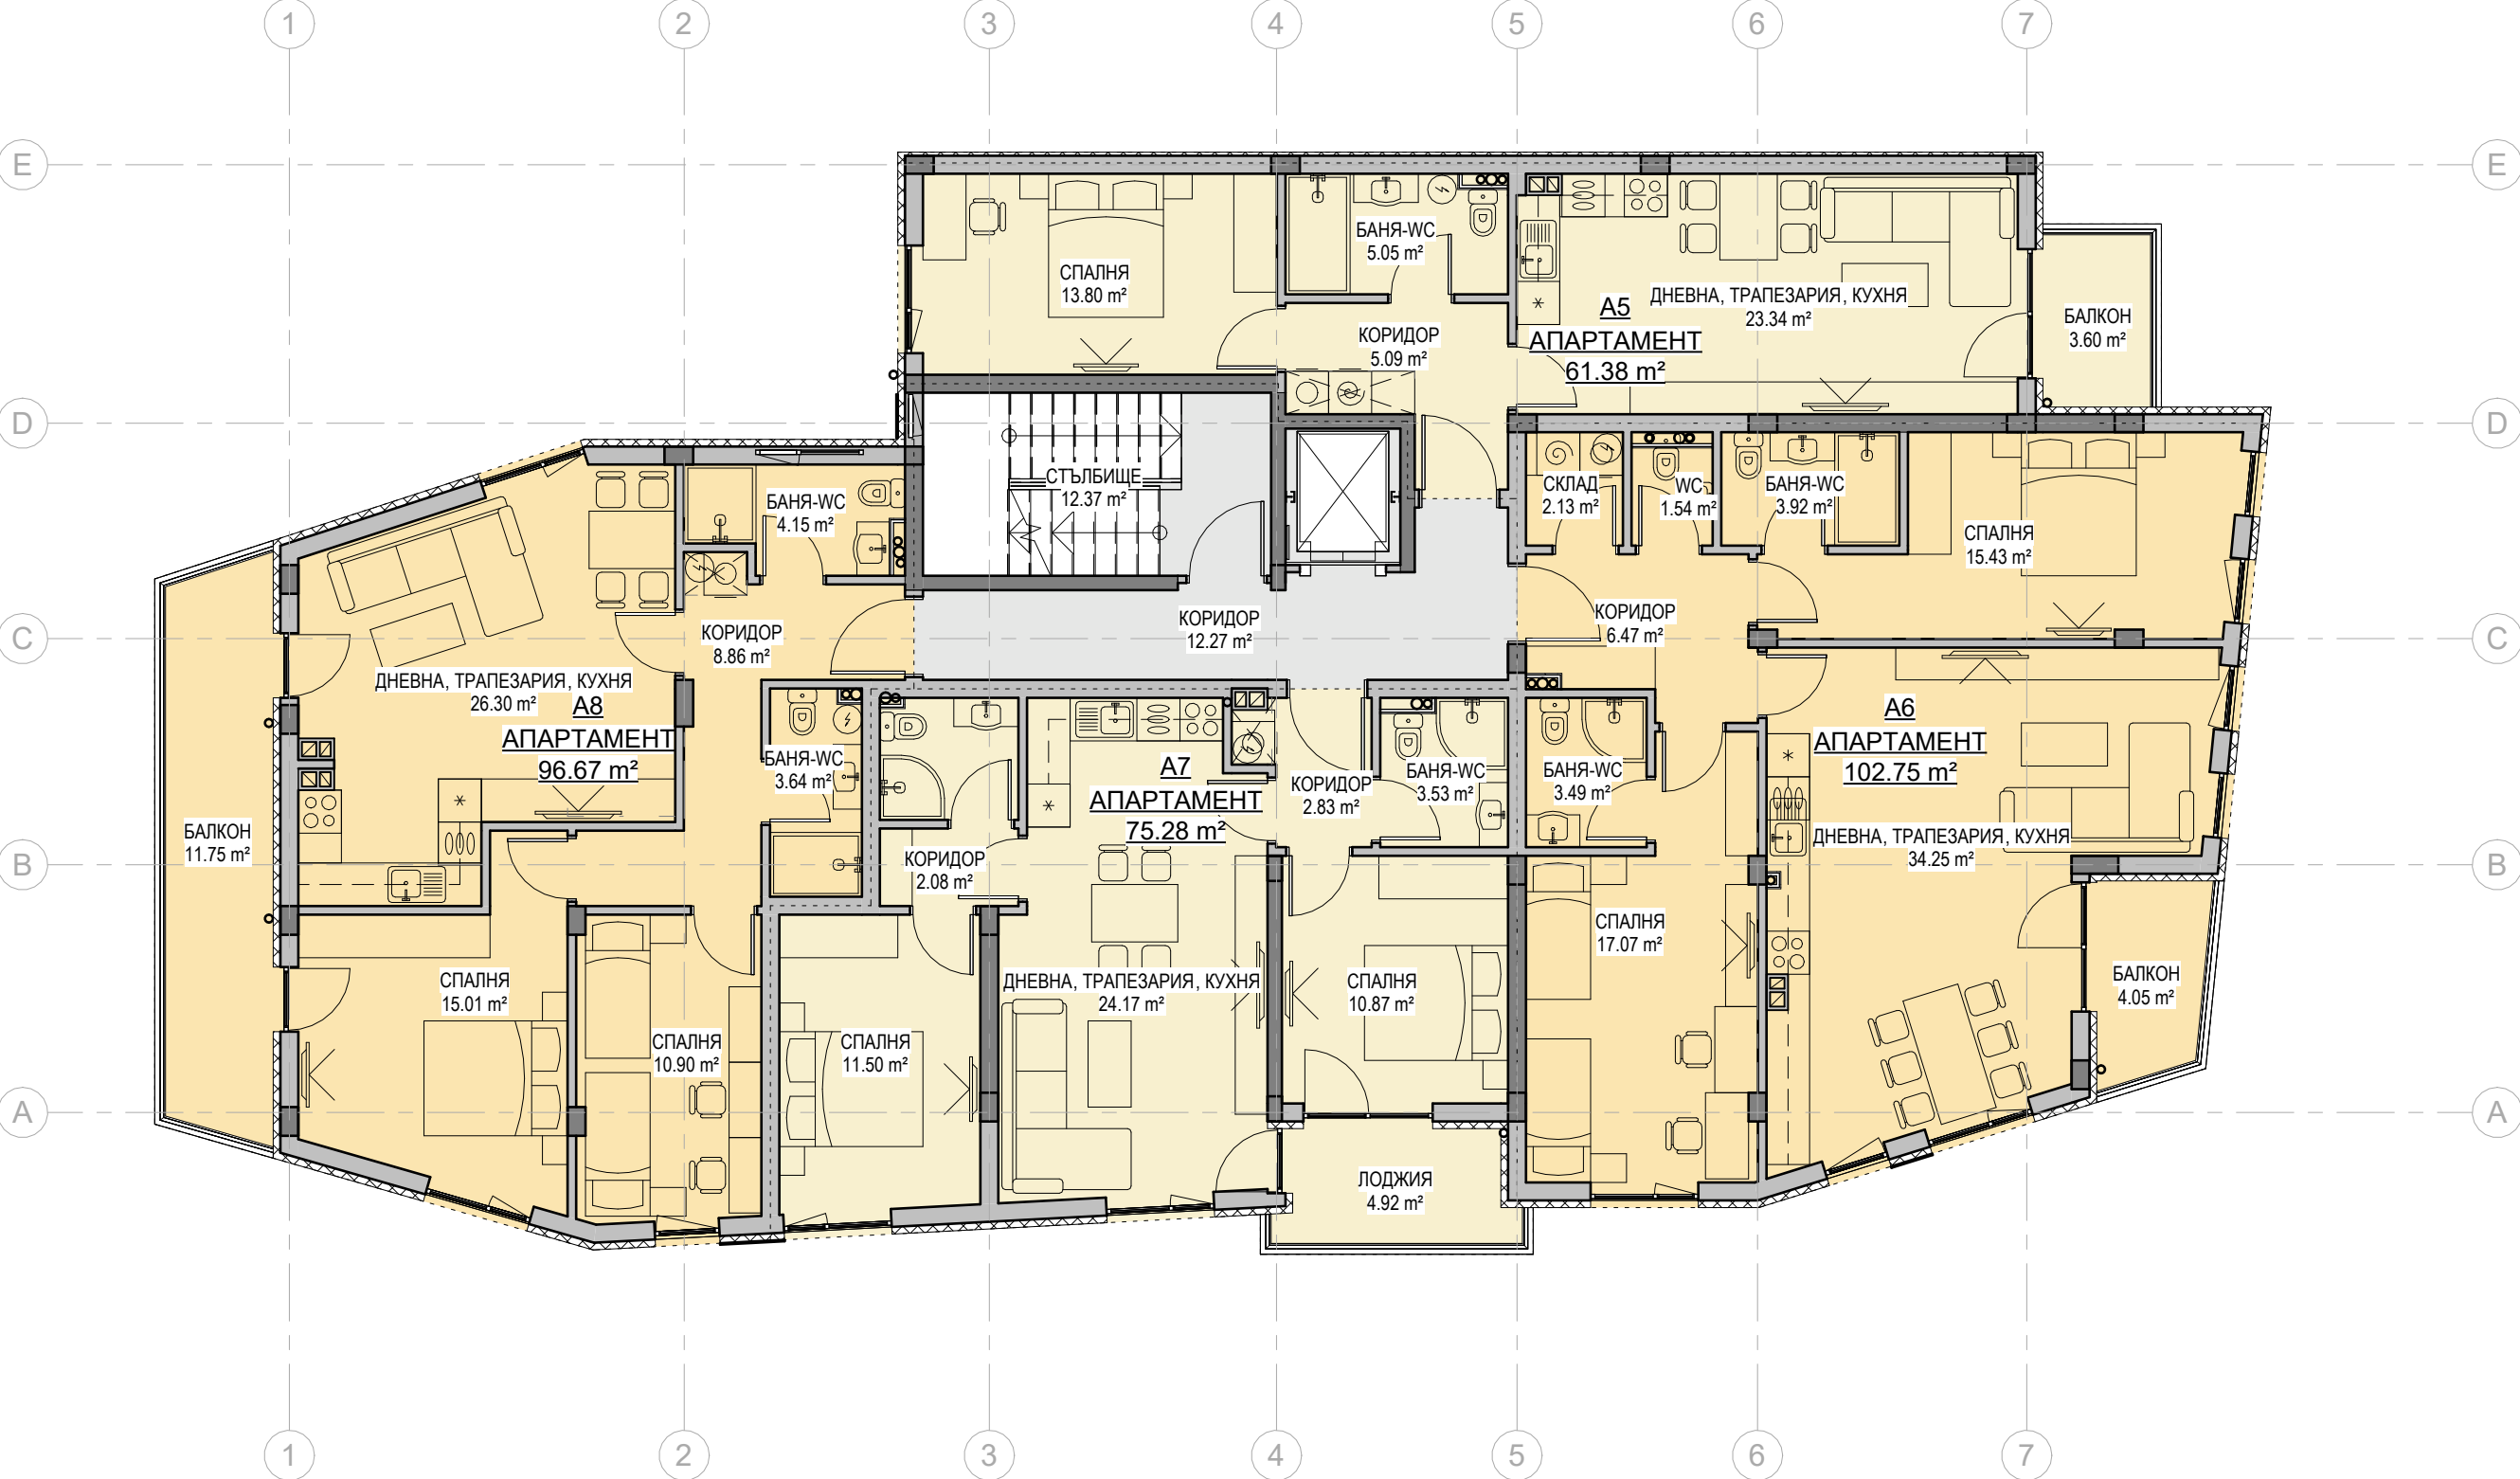 1 2 3 4 5 6 7
E E
СПАЛНЯ
13.80 m²
БАНЯ-WC
5.05 m²
КОРИДОР
5.09 m²
А5
АПАРТАМЕНТ
61.38 m²
ДНЕВНА, ТРАПЕЗАРИЯ, КУХНЯ
23.34 m²
БАЛКОН
3.60 m²
D D
БАНЯ-WC
4.15 m²
СТЪЛБИЩЕ
12.37 m²
СКЛАД
2.13 m²
WC
1.54 m²
БАНЯ-WC
3.92 m²
СПАЛНЯ
15.43 m²
C C
КОРИДОР
8.86 m²
КОРИДОР
12.27 m²
КОРИДОР
6.47 m²
ДНЕВНА, ТРАПЕЗАРИЯ, КУХНЯ
26.30 m²
А8
АПАРТАМЕНТ
96.67 m²
БАНЯ-WC
3.64 m²
А7
АПАРТАМЕНТ
75.28 m²
КОРИДОР
2.83 m²
БАНЯ-WC
3.53 m²
БАНЯ-WC
3.49 m²
А6
АПАРТАМЕНТ
102.75 m²
ДНЕВНА, ТРАПЕЗАРИЯ, КУХНЯ
34.25 m²
БАЛКОН
11.75 m²
B B
КОРИДОР
2.08 m²
СПАЛНЯ
15.01 m²
СПАЛНЯ
10.90 m²
СПАЛНЯ
11.50 m²
ДНЕВНА, ТРАПЕЗАРИЯ, КУХНЯ
24.17 m²
СПАЛНЯ
10.87 m²
СПАЛНЯ
17.07 m²
БАЛКОН
4.05 m²
A A
ЛОДЖИЯ
4.92 m²
1 2 3 4 5 6 7